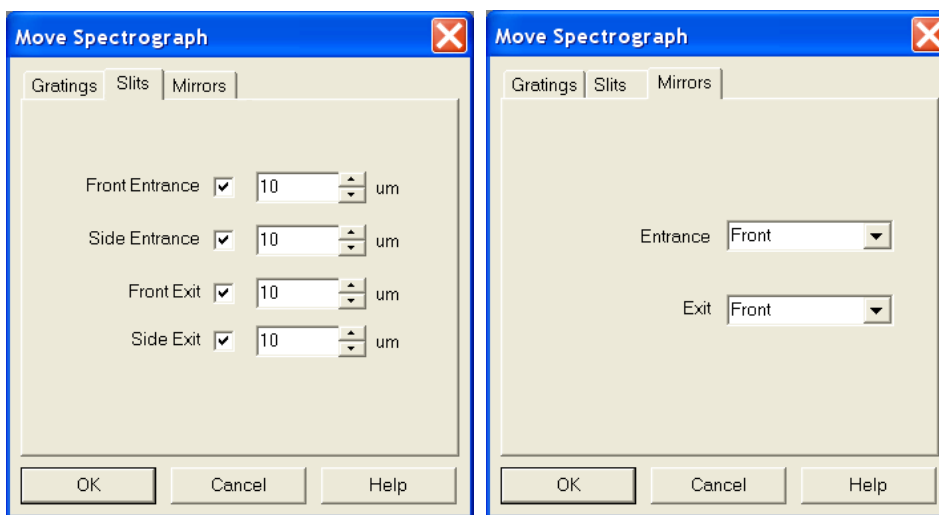 Move Spectrograph
Gratings Slits Mirrors
Front Entrance 10 um
Side Entrance 10 um
Front Exit 10 um
Side Exit 10 um
OK Cancel Help
Move Spectrograph
Gratings Slits Mirrors
Entrance Front
Exit Front
OK Cancel Help